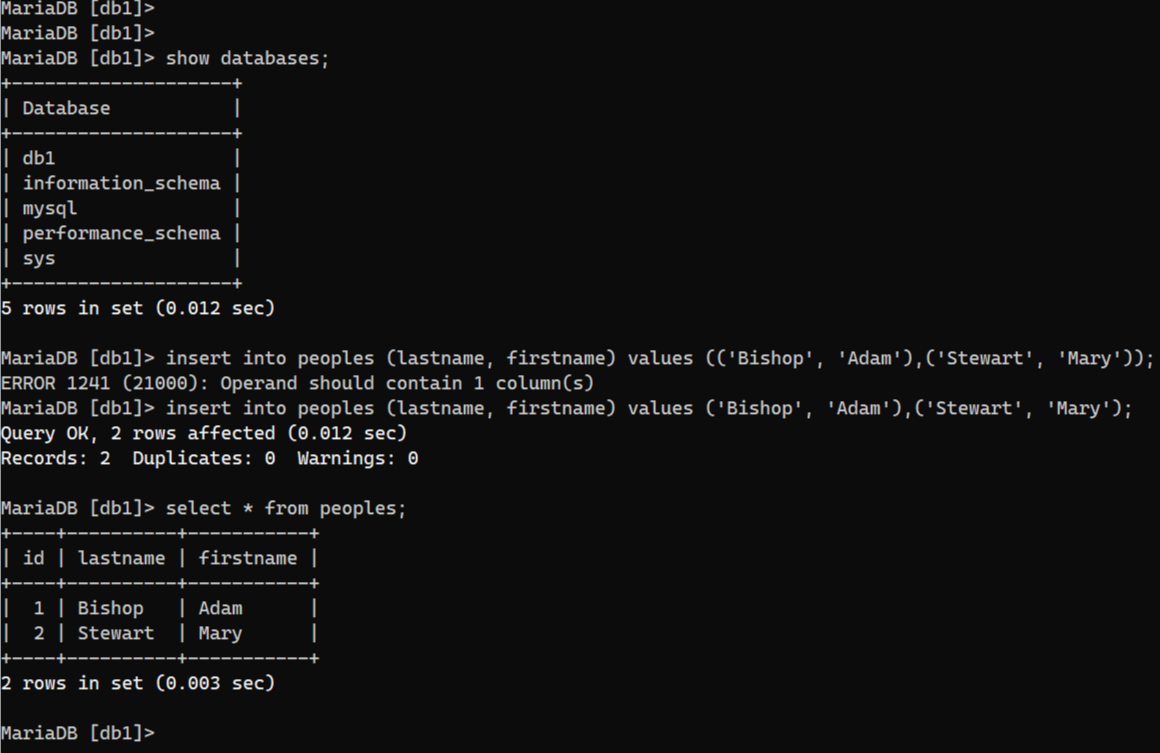 MariaDB [db1]>
MariaDB [db1]>
MariaDB [db1]> show databases;
+--------------------+
| Database           |
+--------------------+
| db1                |
| information_schema |
| mysql              |
| performance_schema |
| sys                |
+--------------------+
5 rows in set (0.012 sec)

MariaDB [db1]> insert into peoples (lastname, firstname) values (('Bishop', 'Adam'),('Stewart', 'Mary'));
ERROR 1241 (21000): Operand should contain 1 column(s)
MariaDB [db1]> insert into peoples (lastname, firstname) values ('Bishop', 'Adam'),('Stewart', 'Mary');
Query OK, 2 rows affected (0.012 sec)
Records: 2  Duplicates: 0  Warnings: 0

MariaDB [db1]> select * from peoples;
+----+----------+-----------+
| id | lastname | firstname |
+----+----------+-----------+
|  1 | Bishop   | Adam      |
|  2 | Stewart  | Mary      |
+----+----------+-----------+
2 rows in set (0.003 sec)

MariaDB [db1]>